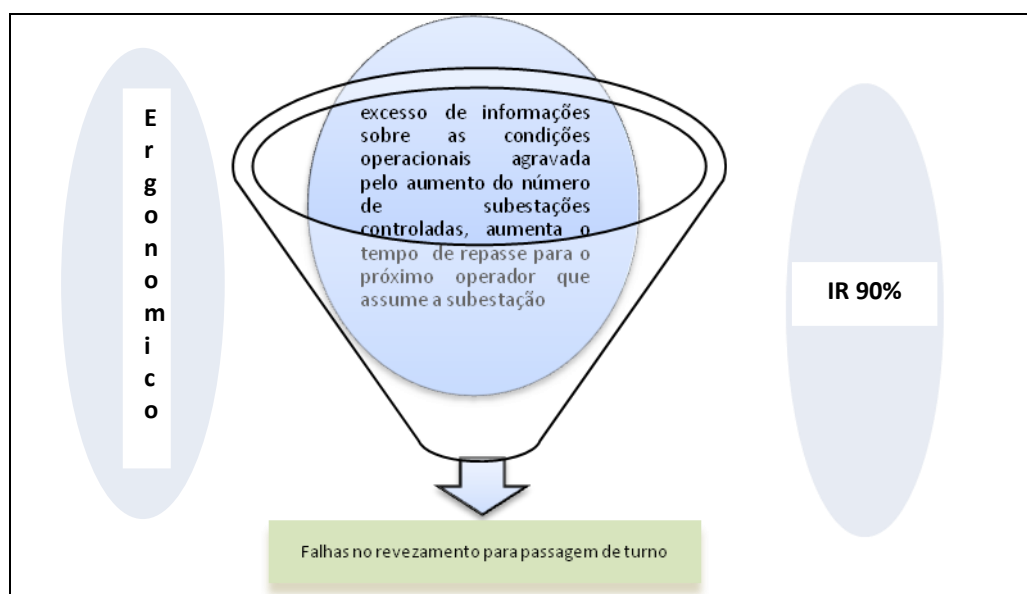 Ergonomico
excesso de informações
sobre as condições
operacionais agravada
pelo aumento do número
de subestações
controladas, aumenta o
tempo de repasse para o
próximo operador que
assume a subestação
IR 90%
Falhas no revezamento para passagem de turno